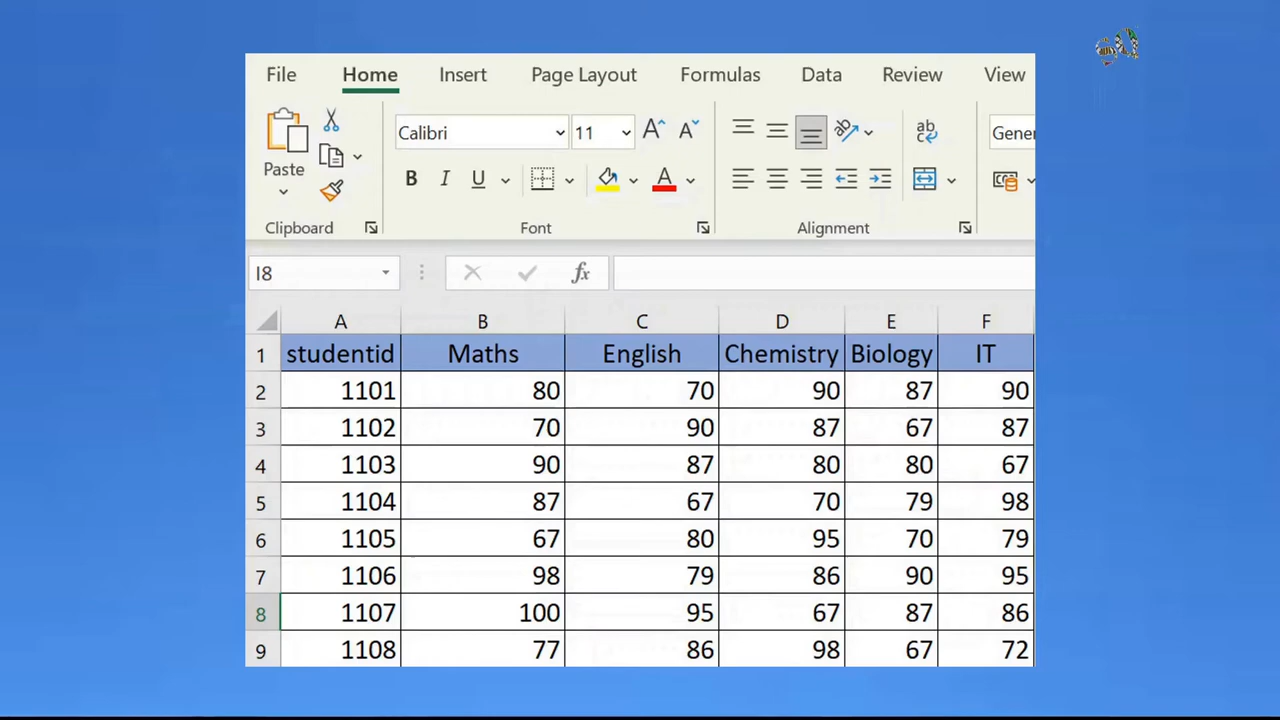 File Home Insert Page Layout Formulas Data Review View
Calibri 11 A A ab c Gener
Paste B I U A
Clipboard Font Alignment
I8 fx
A B C D E F
1 studentid Maths English Chemistry Biology IT
2 1101 80 70 90 87 90
3 1102 70 90 87 67 87
4 1103 90 87 80 80 67
5 1104 87 67 70 79 98
6 1105 67 80 95 70 79
7 1106 98 79 86 90 95
8 1107 100 95 67 87 86
9 1108 77 86 98 67 72